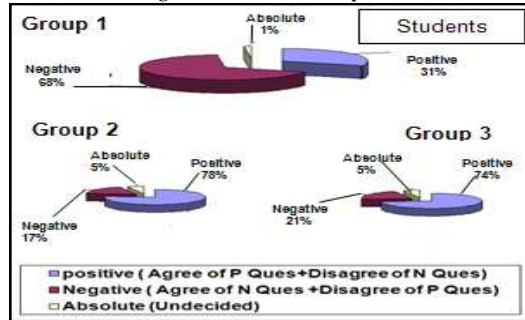 Group 1
Students
Absolute
1%
Negative
68%
Positive
31%
Group 2
Absolute
5%
Positive
78%
Negative
17%
Group 3
Absolute
5%
Positive
74%
Negative
21%
positive ( Agree of P Ques+Disagree of N Ques)
Negative ( Agree of N Ques +Disagree of P Ques)
Absolute (Undecided)